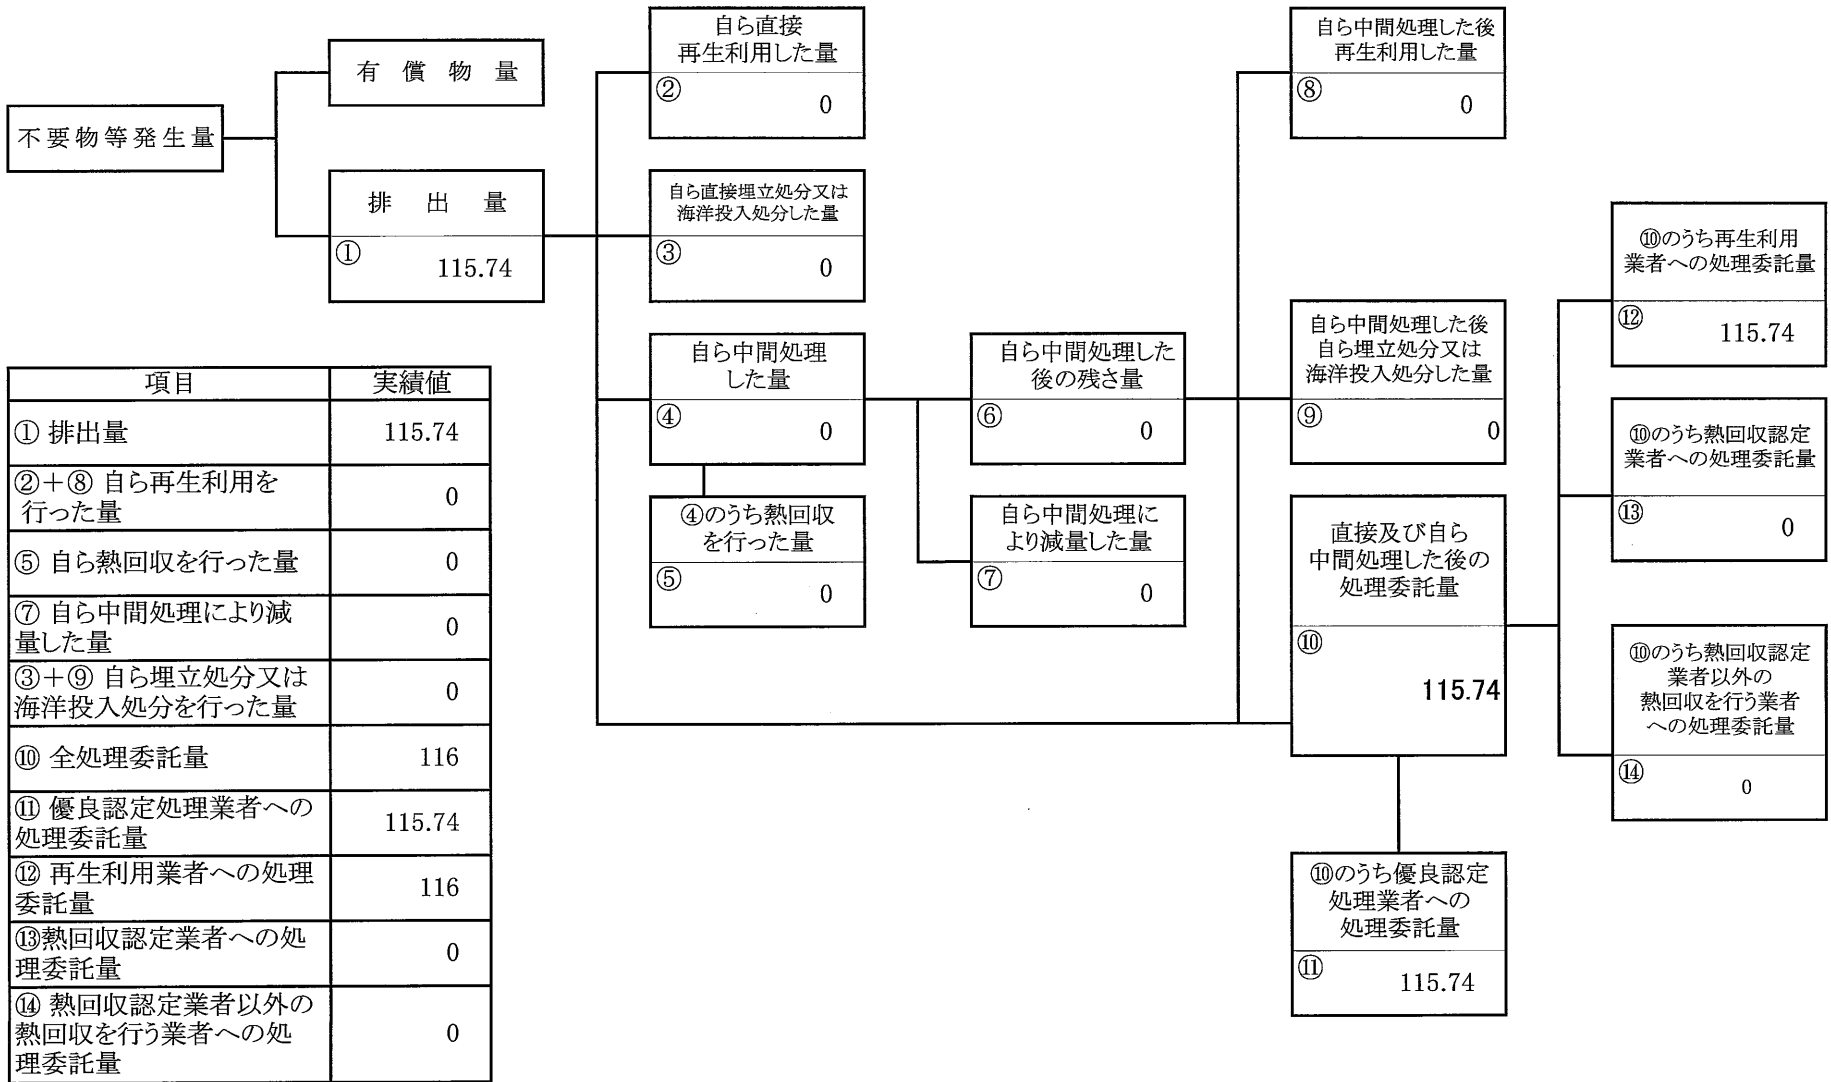 不要物等発生量
有償物量
排出量
①
115.74
自ら直接
再生利用した量
②
0
自ら直接埋立処分又は
海洋投入処分した量
③
0
自ら中間処理
した量
④
0
④のうち熱回収
を行った量
⑤
0
自ら中間処理した
後の残さ量
⑥
0
自ら中間処理に
より減量した量
⑦
0
自ら中間処理した後
再生利用した量
⑧
0
自ら中間処理した後
自ら埋立処分又は
海洋投入処分した量
⑨
0
直接及び自ら
中間処理した後の
処理委託量
⑩
115.74
⑩のうち優良認定
処理業者への
処理委託量
⑪
115.74
⑩のうち再生利用
業者への処理委託量
⑫
115.74
⑩のうち熱回収認定
業者への処理委託量
⑬
0
⑩のうち熱回収認定
業者以外の
熱回収を行う業者
への処理委託量
⑭
0
項目 実績値
① 排出量 115.74
②+⑧ 自ら再生利用を
行った量 0
⑤ 自ら熱回収を行った量 0
⑦ 自ら中間処理により減
量した量 0
③+⑨ 自ら埋立処分又は
海洋投入処分を行った量 0
⑩ 全処理委託量 116
⑪ 優良認定処理業者への
処理委託量 115.74
⑫ 再生利用業者への処理
委託量 116
⑬熱回収認定業者への処
理委託量 0
⑭ 熱回収認定業者以外の
熱回収を行う業者への処
理委託量 0